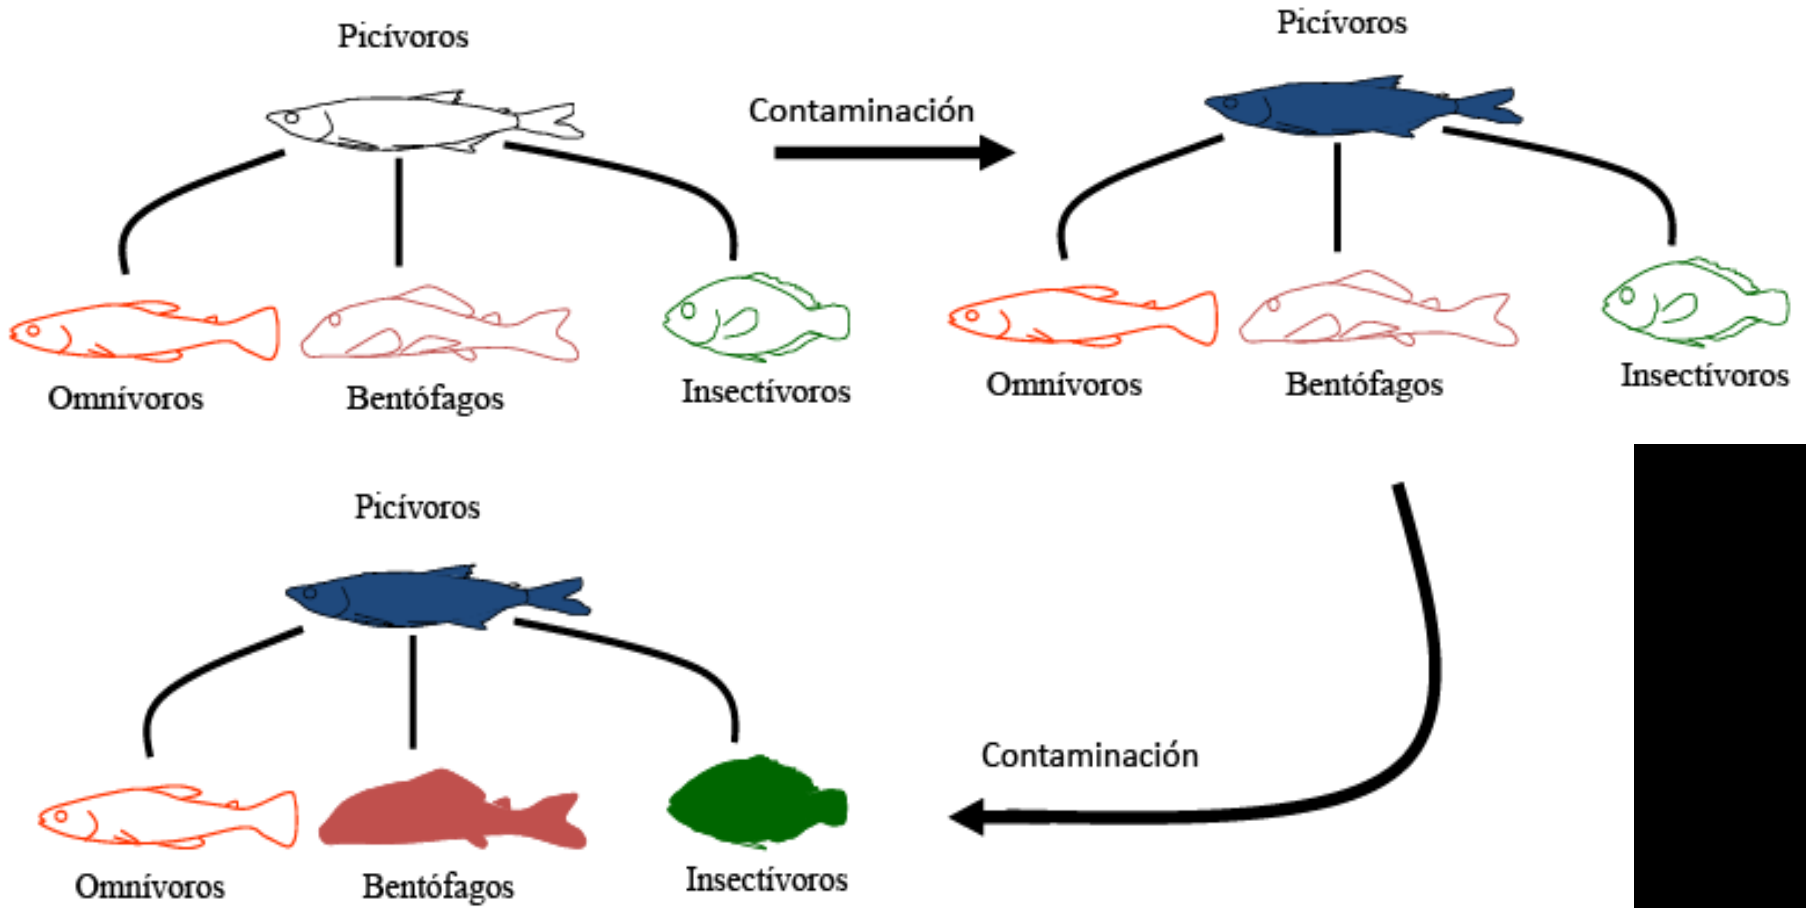 Picívoros
Contaminación
Omnívoros
Bentófagos
Insectívoros
Picívoros
Omnívoros
Bentófagos
Insectívoros
Picívoros
Contaminación
Omnívoros
Bentófagos
Insectívoros